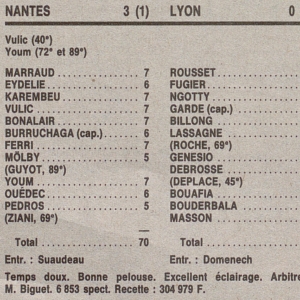 NANTES 3 (1) LYON 0
Vulic (40e)
Youm (72e et 89e)
MARRAUD 7 ROUSSET
EYDELIE 6 FUGIER
KAREMBEU 7 NGOTTY
VULIC 7 GARDE (cap.)
BONALAIR 7 BILLONG
BURRUCHAGA (cap.) 6 LASSAGNE
FERRI 7 (ROCHE, 69e)
MÖLBY 5 GENESIO
(GUYOT, 89e) DEBROSSE
YOUM 7 (DEPLACE, 45e)
OUÉDEC 6 BOUAFIA
PEDROS 5 BOUDERBALA
(ZIANI, 69e) MASSON
Total 70 Total
Entr. : Suaudeau Entr. : Domenech
Temps doux. Bonne pelouse. Excellent éclairage. Arbitre
M. Biguet. 6 853 spect. Recette : 304 979 F.